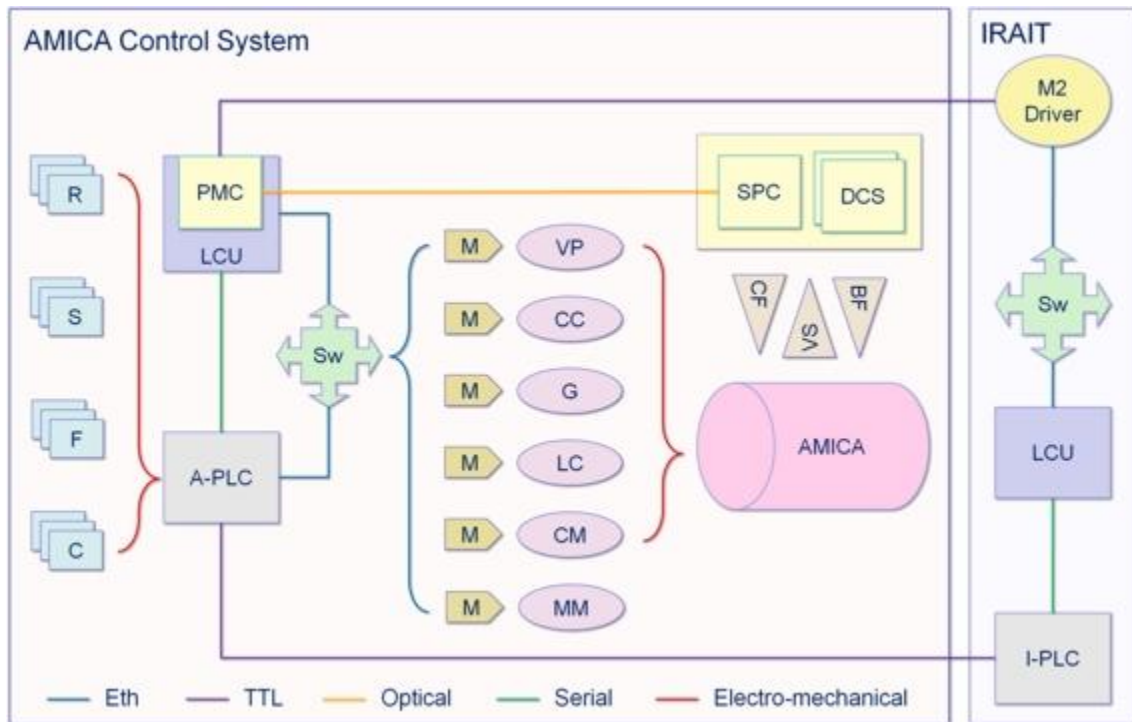 AMICA Control System
IRAIT
M2
Driver
R
PMC
LCU
SPC
DCS
M
VP
S
Sw
M
CC
CF
VS
BF
Sw
M
G
F
A-PLC
M
LC
AMICA
LCU
C
M
CM
M
MM
I-PLC
Eth
TTL
Optical
Serial
Electro-mechanical